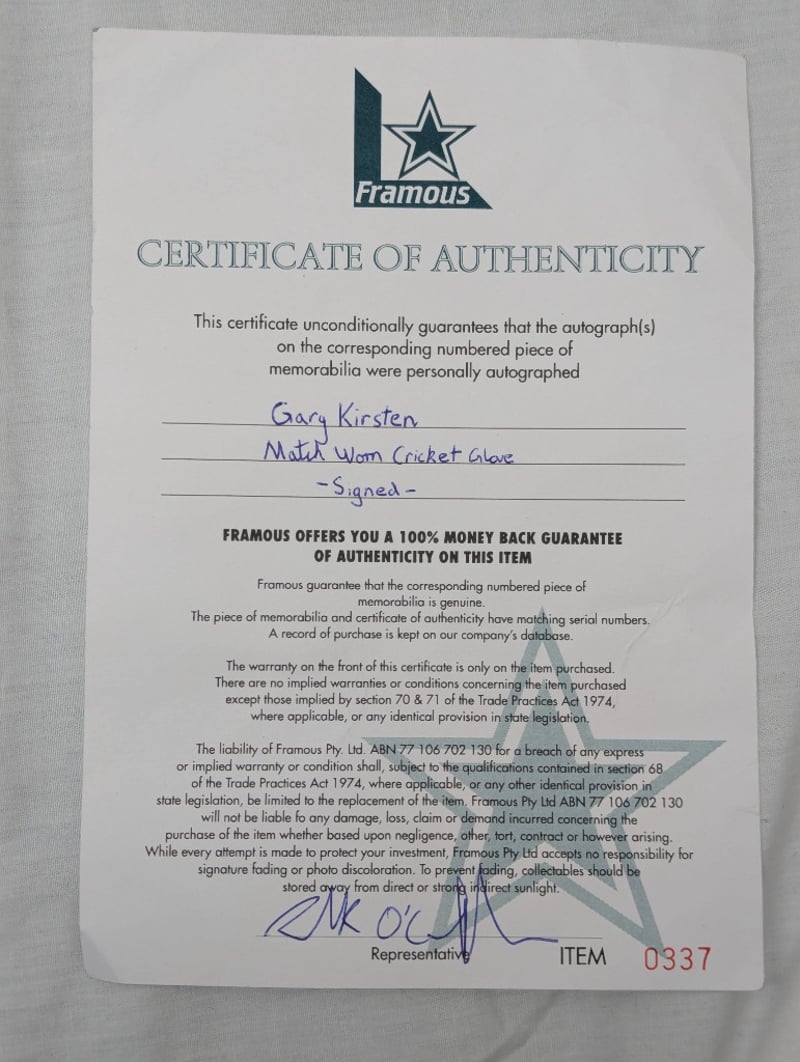 Framous
CERTIFICATE OF AUTHENTICITY
This certificate unconditionally guarantees that the autograph(s)
on the corresponding numbered piece of
memorabilia were personally autographed
Gary Kirsten
Match Worn Cricket Glove
-Signed-
FRAMOUS OFFERS YOU A 100% MONEY BACK GUARANTEE
OF AUTHENTICITY ON THIS ITEM
Framous guarantee that the corresponding numbered piece of
memorabilia is genuine.
The piece of memorabilia and certificate of authenticity have matching serial numbers.
A record of purchase is kept on our company's database.
The warranty on the front of this certificate is only on the item purchased.
There are no implied warranties or conditions concerning the item purchased
except those implied by section 70 & 71 of the Trade Practices Act 1974,
where applicable, or any identical provision in state legislation.
The liability of Framous Pty. Ltd. ABN 77 106 702 130 for a breach of any express
or implied warranty or condition shall, subject to the qualifications contained in section 68
of the Trade Practices Act 1974, where applicable, or any other identical provision in
state legislation, be limited to the replacement of the item. Framous Pty Ltd ABN 77 106 702 130
will not be liable fo any damage, loss, claim or demand incurred concerning the
purchase of the item whether based upon negligence, other, tort, contract or however arising.
While every attempt is made to protect your investment, Framous Pty Ltd accepts no responsibility for
signature fading or photo discoloration. To prevent fading, collectables should be
stored away from direct or strong indirect sunlight.
Representative
ITEM 0337